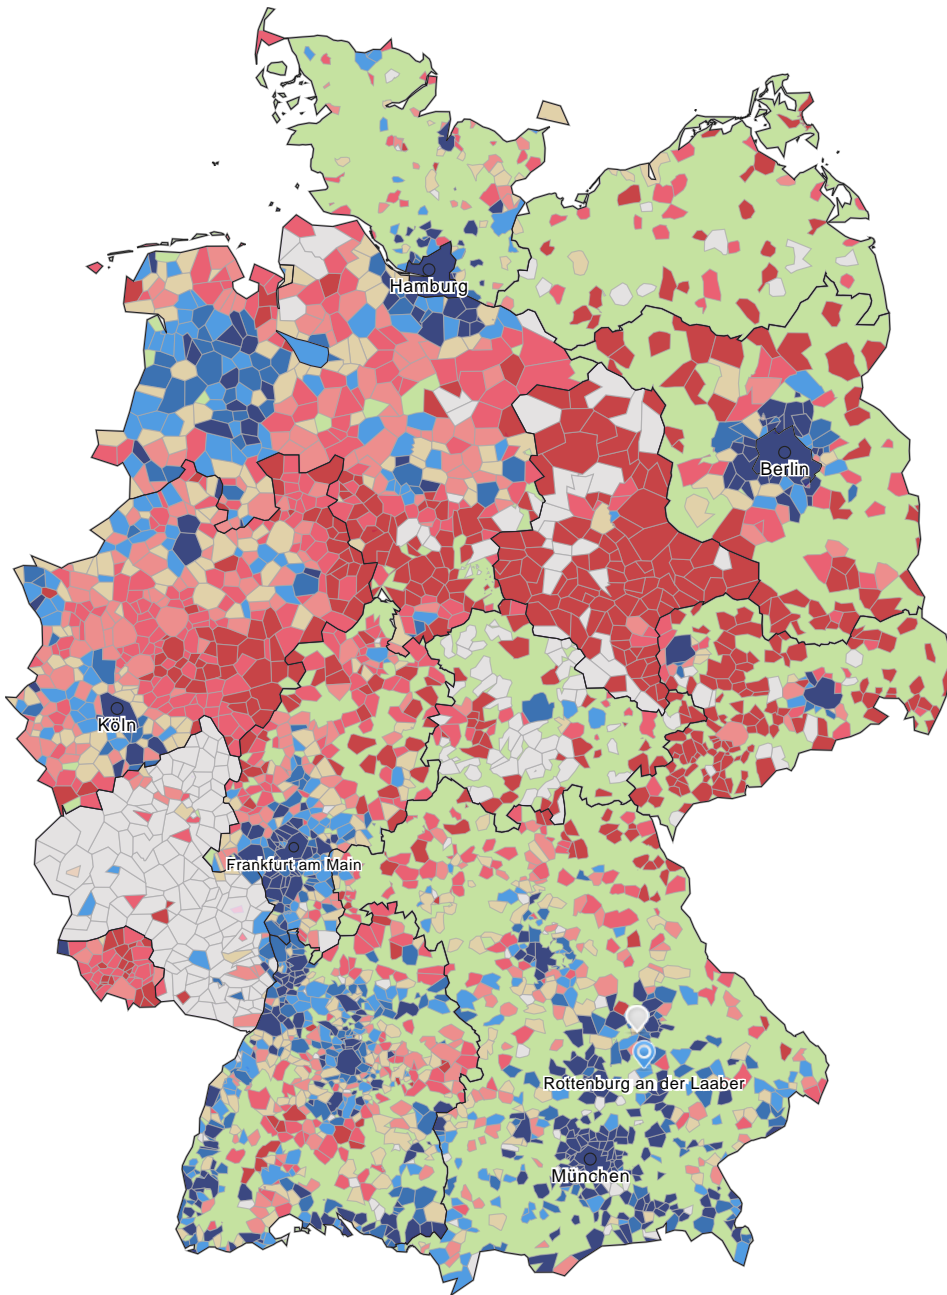 Hamburg
Berlin
Köln
Frankfurt am Main
Rottenburg an der Laaber
München